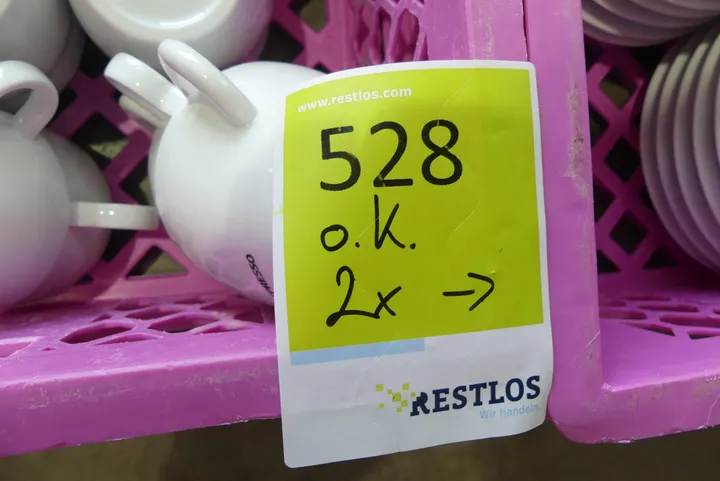 www.restlos.com
528
o.k.
2x →
RESTLOS
Wir handeln.